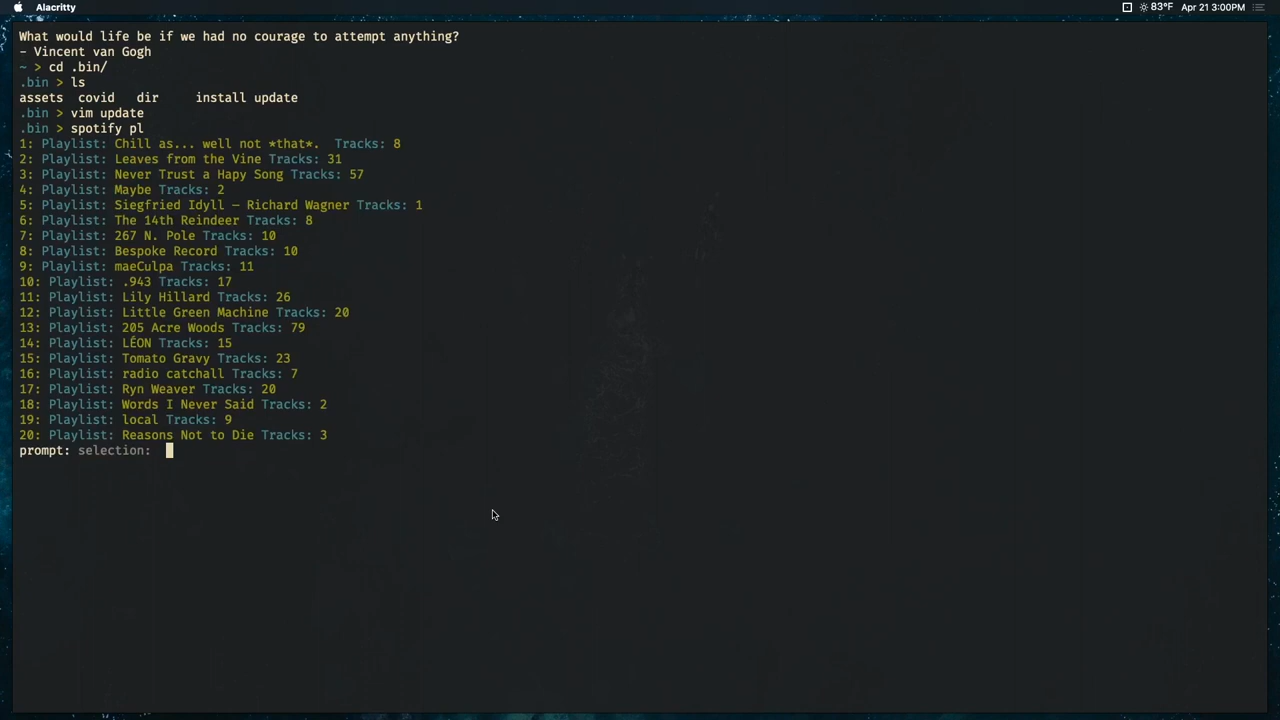 Alacritty
83°F Apr 21 3:00PM
What would life be if we had no courage to attempt anything?
– Vincent van Gogh
~ > cd .bin/
.bin > ls
assets covid dir install update
.bin > vim update
.bin > spotify pl
1: Playlist: Chill as... well not *that*. Tracks: 8
2: Playlist: Leaves from the Vine Tracks: 31
3: Playlist: Never Trust a Hapy Song Tracks: 57
4: Playlist: Maybe Tracks: 2
5: Playlist: Siegfried Idyll – Richard Wagner Tracks: 1
6: Playlist: The 14th Reindeer Tracks: 8
7: Playlist: 267 N. Pole Tracks: 10
8: Playlist: Bespoke Record Tracks: 10
9: Playlist: maeCulpa Tracks: 11
10: Playlist: .943 Tracks: 17
11: Playlist: Lily Hillard Tracks: 26
12: Playlist: Little Green Machine Tracks: 20
13: Playlist: 205 Acre Woods Tracks: 79
14: Playlist: LÉON Tracks: 15
15: Playlist: Tomato Gravy Tracks: 23
16: Playlist: radio catchall Tracks: 7
17: Playlist: Ryn Weaver Tracks: 20
18: Playlist: Words I Never Said Tracks: 2
19: Playlist: local Tracks: 9
20: Playlist: Reasons Not to Die Tracks: 3
prompt: selection: